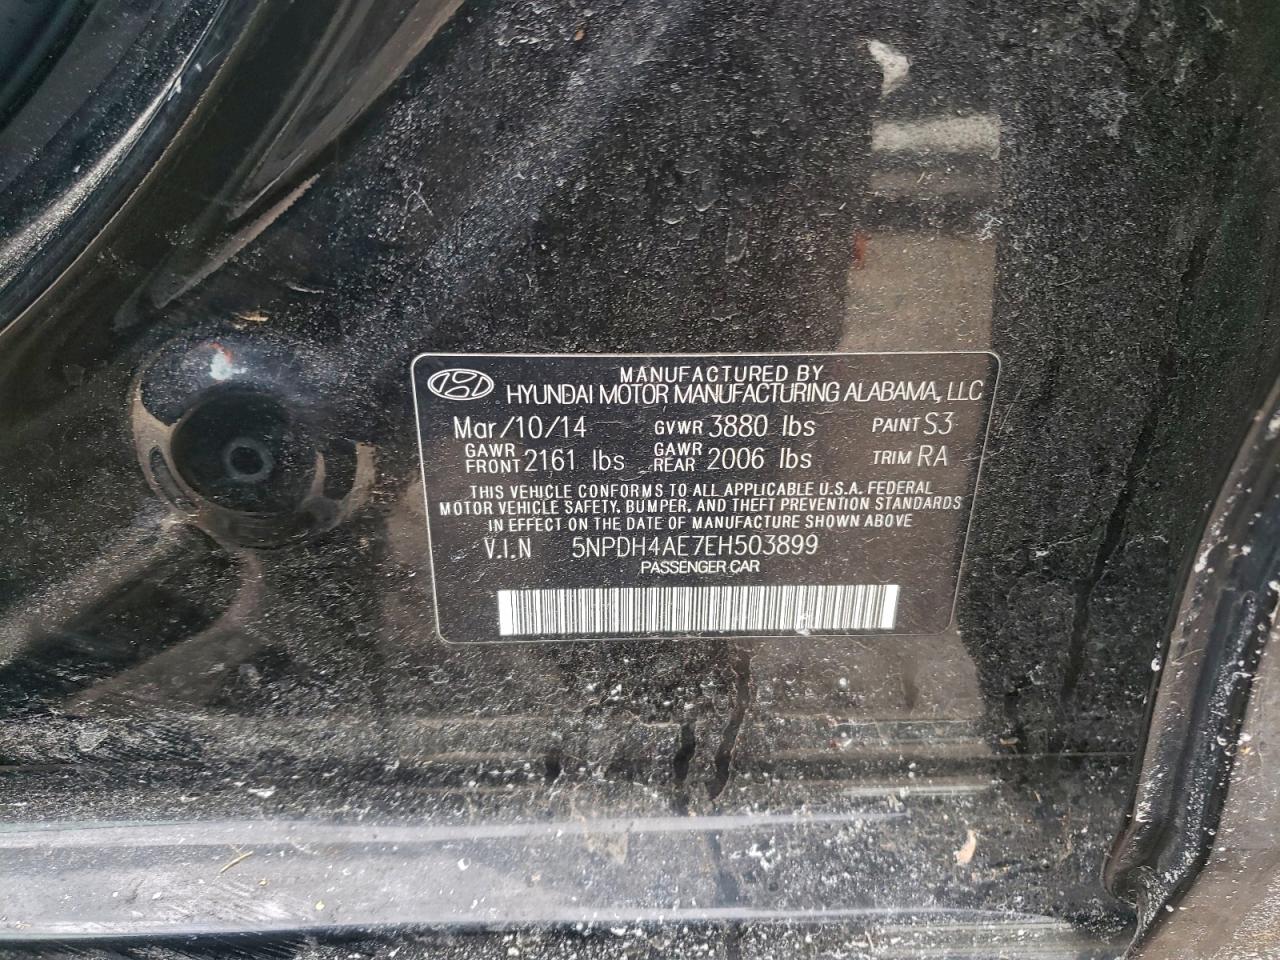 MANUFACTURED BY
HYUNDAI MOTOR MANUFACTURING ALABAMA, LLC
Mar/10/14 GVWR 3880 lbs PAINT S3
GAWR FRONT 2161 lbs GAWR REAR 2006 lbs TRIM RA
THIS VEHICLE CONFORMS TO ALL APPLICABLE U.S.A. FEDERAL
MOTOR VEHICLE SAFETY, BUMPER, AND THEFT PREVENTION STANDARDS
IN EFFECT ON THE DATE OF MANUFACTURE SHOWN ABOVE
V.I.N 5NPDH4AE7EH503899
PASSENGER CAR